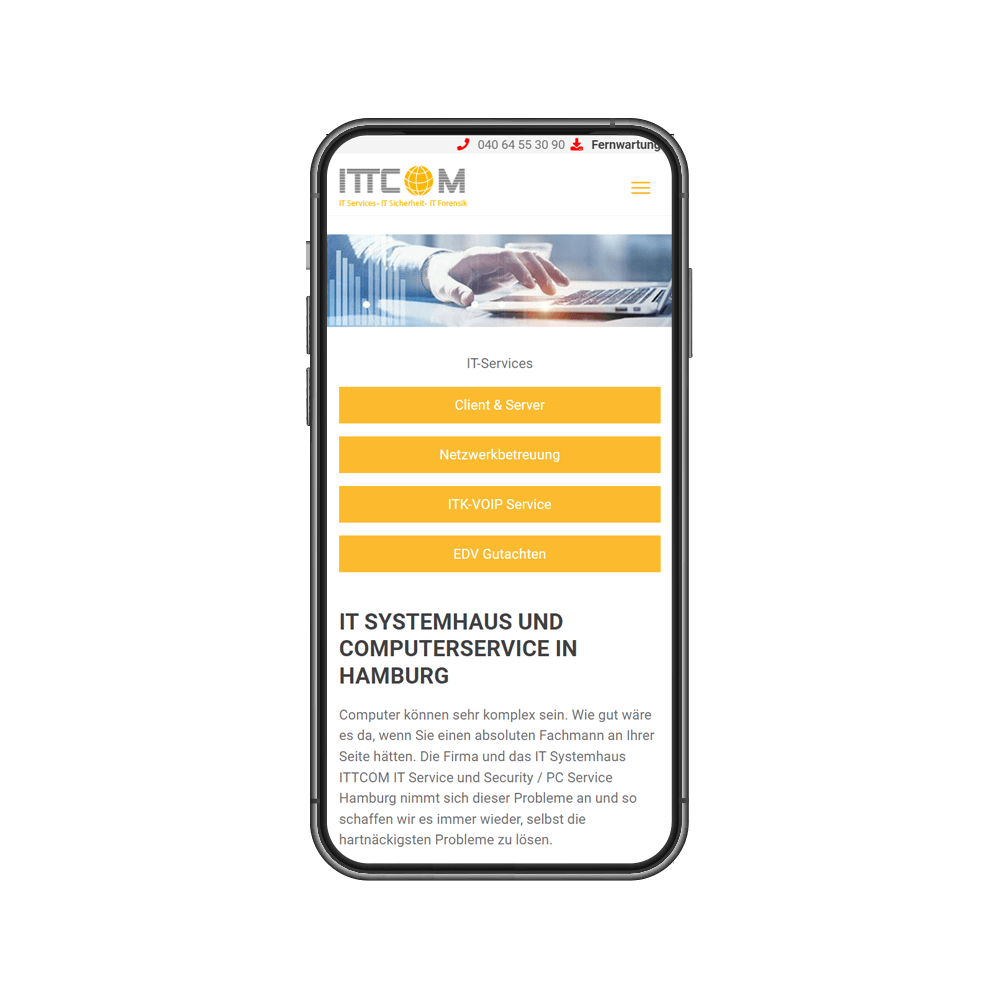 040 64 55 30 90 Fernwartung
ITTCOM
IT Services - IT Sicherheit - IT Forensik
IT-Services
Client & Server
Netzwerkbetreuung
ITK-VOIP Service
EDV Gutachten
IT SYSTEMHAUS UND
COMPUTERSERVICE IN
HAMBURG
Computer können sehr komplex sein. Wie gut wäre
es da, wenn Sie einen absoluten Fachmann an Ihrer
Seite hätten. Die Firma und das IT Systemhaus
ITTCOM IT Service und Security / PC Service
Hamburg nimmt sich dieser Probleme an und so
schaffen wir es immer wieder, selbst die
hartnäckigsten Probleme zu lösen.